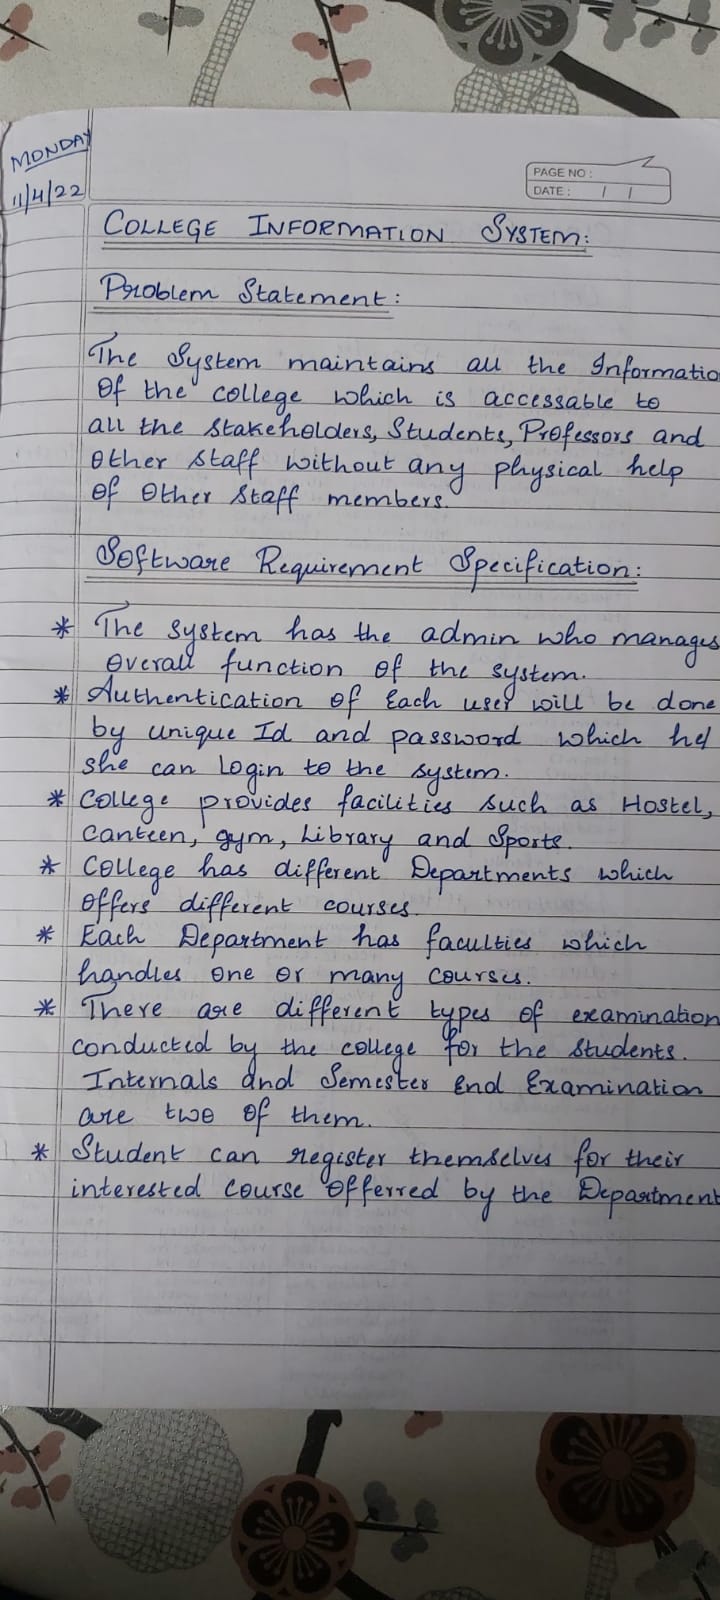 MONDAY
11/4/22
PAGE NO :
DATE : / /
COLLEGE INFORMATION SYSTEM:
Problem Statement:
The System maintains all the Informatio
Of the college which is accessable to
all the Stakeholders, Students, Professors and
Other Staff without any physical help
Of Other Staff members.
Software Requirement Specification:
* The system has the admin who manages
Overall function of the system.
* Authentication of Each user will be done
by unique Id and password which he/
she can Login to the system.
* College provides facilities such as Hostel,
Canteen, gym, Library and Sports.
* College has different Departments which
Offers different courses.
* Each Department has faculties which
handles one or many courses.
* There are different types of examination
conducted by the college for the students.
Internals and Semester End Examination
are two of them.
* Student can register themselves for their
interested course Offerred by the Department